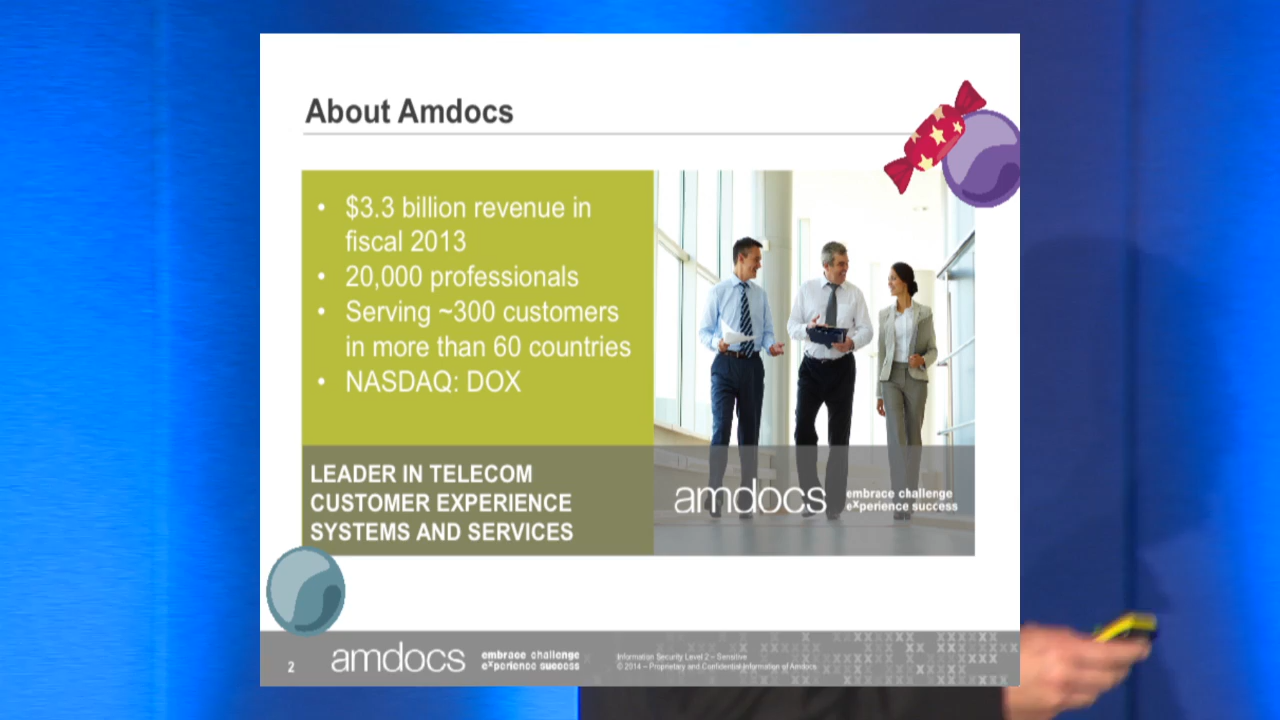 About Amdocs
• $3.3 billion revenue in
fiscal 2013
• 20,000 professionals
• Serving ~300 customers
in more than 60 countries
• NASDAQ: DOX
LEADER IN TELECOM
CUSTOMER EXPERIENCE
SYSTEMS AND SERVICES
amdocs
embrace challenge
eXperience success
2
amdocs
embrace challenge
eXperience success
Information Security Level 2 – Sensitive
© 2014 – Proprietary and Confidential Information of Amdocs